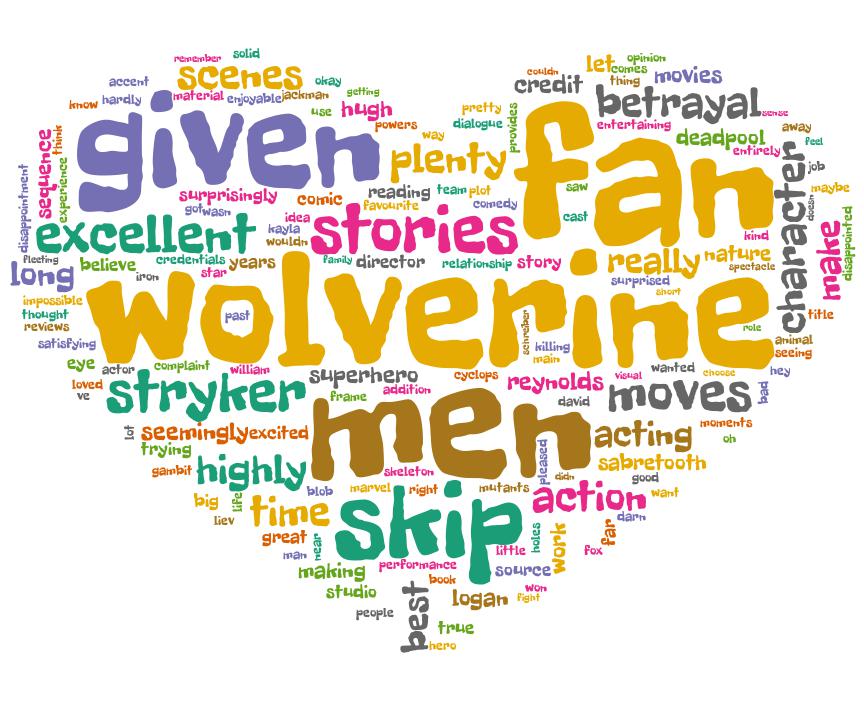 remember
solid
accent
scenes
okay
getting
know
hardly
material
enjoyable
jackman
use
hugh
given
powers
way
plenty
pretty
dialogue
provides
fan
couldn
credit
let
comes
opinion
thing
movies
betrayal
sense
entertaining
deadpool
entirely
away
feel
job
maybe
doesn
character
make
disappointed
title
disappointment
sequence
think
experience
surprisingly
comic
reading
favourite
team
plot
comedy
saw
cast
kind
got
wasn
idea
kayla
wouldn
excellent
stories
really
nature
spectacle
surprised
short
fleeting
long
believe
credentials
iron
star
years
family
director
relationship
story
impossible
thought
reviews
satisfying
wolverine
past
schreiber
killing
main
role
animal
seeing
eye
actor
complaint
william
superhero
cyclops
reynolds
visual
wanted
choose
hey
bad
loved
ve
stryker
frame
addition
david
moves
moments
oh
lot
seemingly
excited
men
acting
trying
gambit
highly
skeleton
pleased
didn
sabretooth
good
want
big
life
blob
marvel
right
mutants
action
darn
liev
time
skip
great
man
near
little
holes
work
fox
far
making
performance
source
studio
book
won
fight
people
best
logan
true
hero